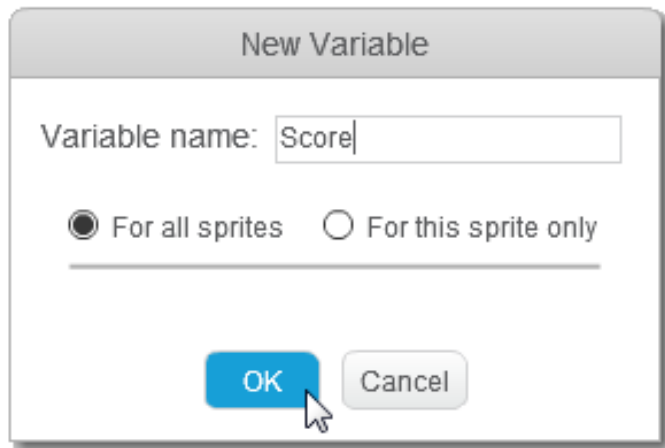 New Variable
Variable name: Score
For all sprites For this sprite only
OK Cancel